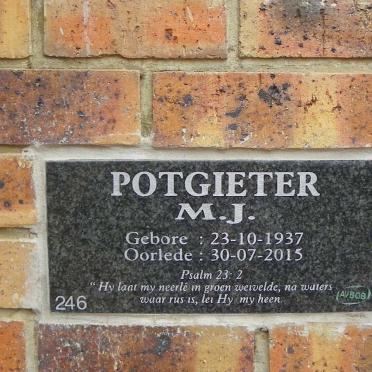 POTGIETER
M.J.
Gebore : 23-10-1937
Oorlede : 30-07-2015
Psalm 23: 2
" Hy laat my neerlê in groen weivelde, na waters
waar rus is, lei Hy my heen
246
AVBOB